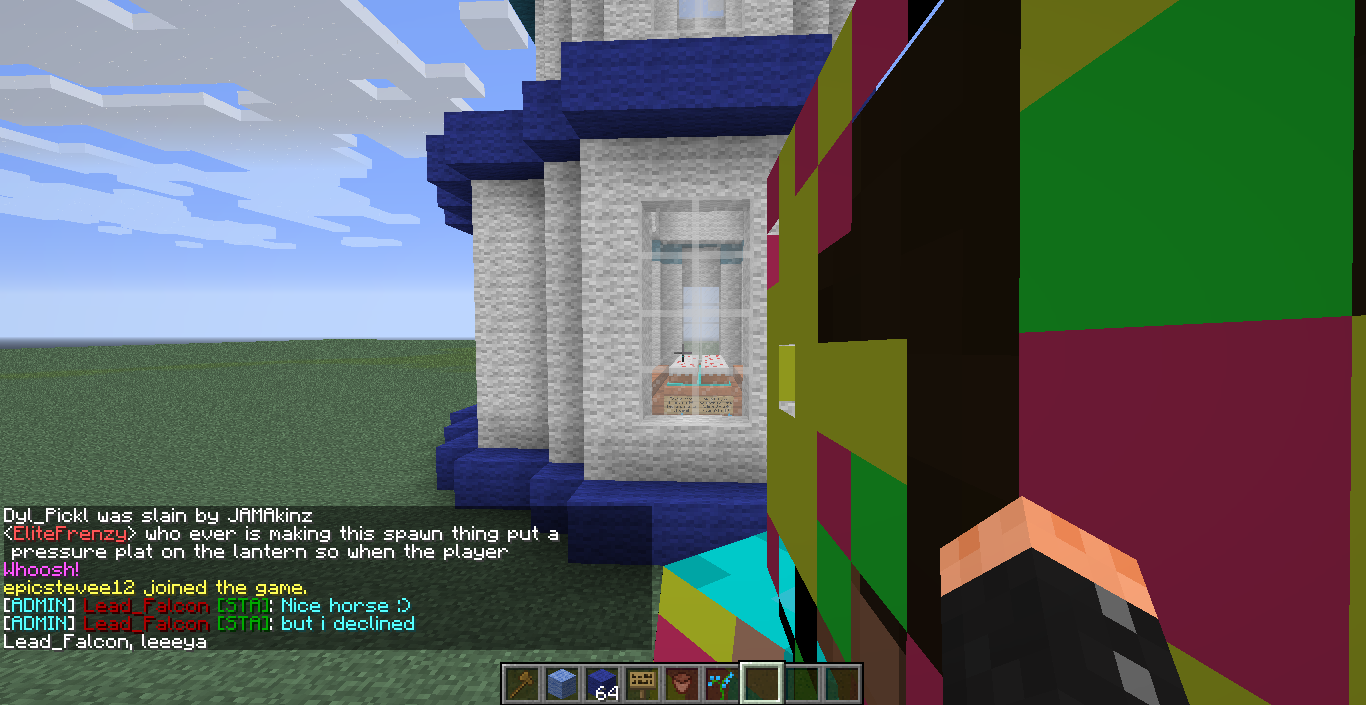 Dyl_Pickl was slain by JAMAkinz
<EliteFrenzy> who ever is making this spawn thing put a
pressure plat on the lantern so when the player
Whoosh!
epicstevee12 joined the game.
[ADMIN] Lead_Falcon [STA]: Nice horse :)
[ADMIN] Lead_Falcon [STA]: but i declined
Lead_Falcon, leeeya
64